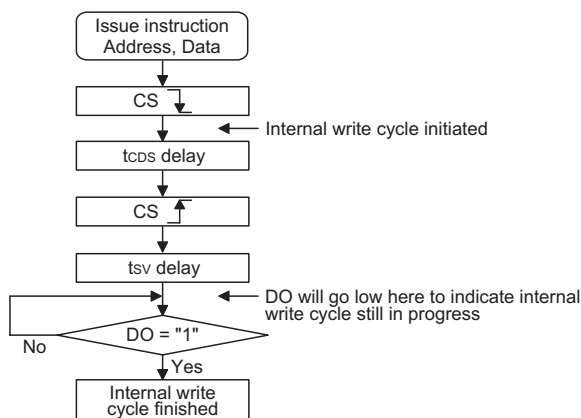 Issue instruction
Address, Data
CS
Internal write cycle initiated
tCDS delay
CS
tSV delay
DO will go low here to indicate internal
write cycle still in progress
DO = "1"
No
Yes
Internal write
cycle finished